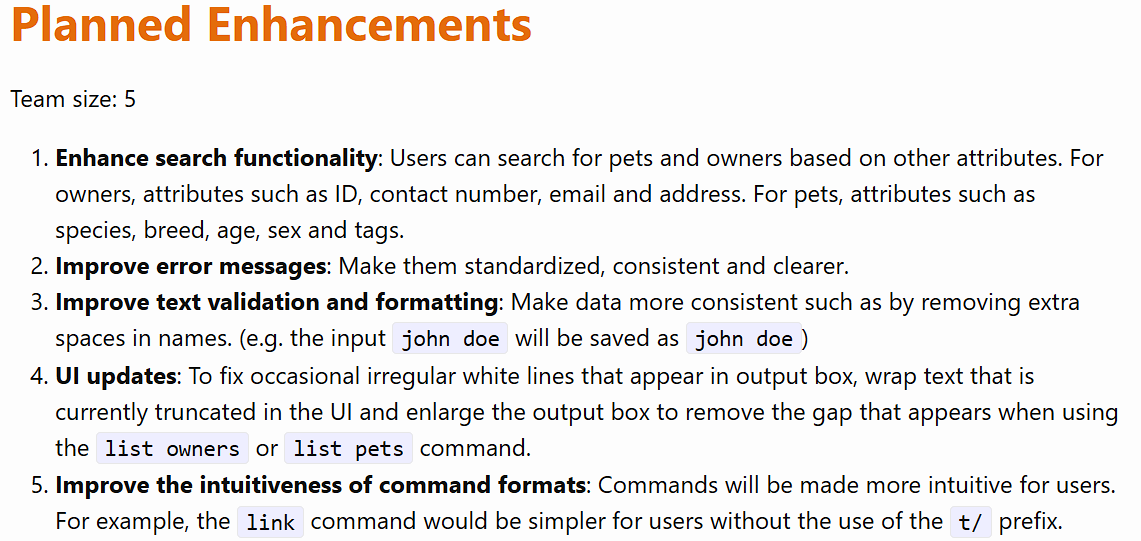 Planned Enhancements
Team size: 5
1. Enhance search functionality: Users can search for pets and owners based on other attributes. For
owners, attributes such as ID, contact number, email and address. For pets, attributes such as
species, breed, age, sex and tags.
2. Improve error messages: Make them standardized, consistent and clearer.
3. Improve text validation and formatting: Make data more consistent such as by removing extra
spaces in names. (e.g. the input john doe will be saved as john doe)
4. UI updates: To fix occasional irregular white lines that appear in output box, wrap text that is
currently truncated in the UI and enlarge the output box to remove the gap that appears when using
the list owners or list pets command.
5. Improve the intuitiveness of command formats: Commands will be made more intuitive for users.
For example, the link command would be simpler for users without the use of the t/ prefix.